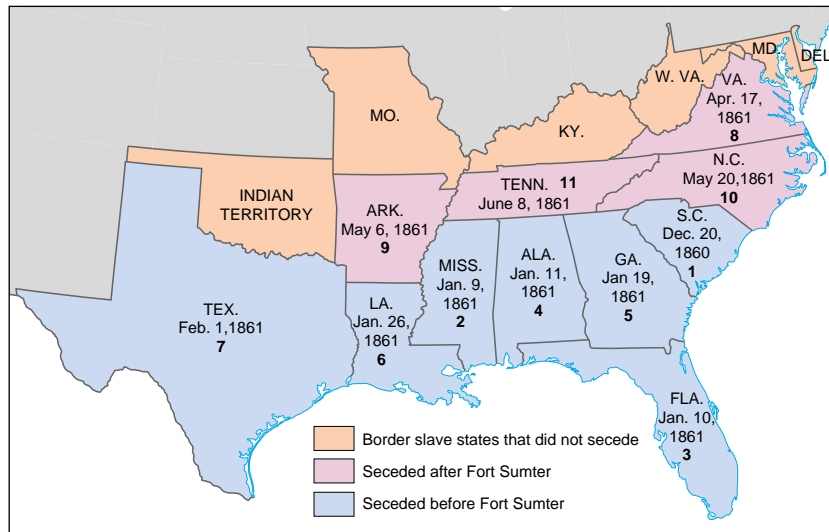 MD.
DEL.
W. VA.
VA.
Apr. 17,
1861
8
MO.
KY.
N.C.
May 20,1861
10
TENN. 11
June 8, 1861
INDIAN
TERRITORY
ARK.
May 6, 1861
9
S.C.
Dec. 20,
1860
1
MISS.
Jan. 9,
1861
2
ALA.
Jan. 11,
1861
4
GA.
Jan 19,
1861
5
TEX.
Feb. 1,1861
7
LA.
Jan. 26,
1861
6
FLA.
Jan. 10,
1861
3
Border slave states that did not secede
Seceded after Fort Sumter
Seceded before Fort Sumter